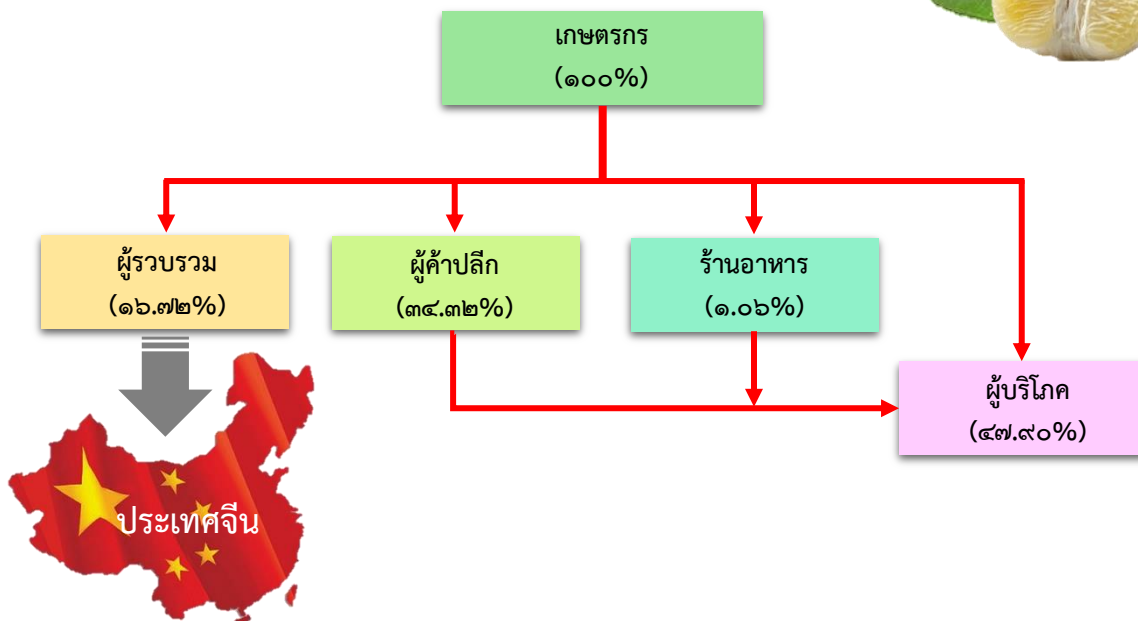 เกษตรกร
(๑๐๐%)
ผู้รวบรวม
(๑๖.๗๒%)
ผู้ค้าปลีก
(๓๔.๓๒%)
ร้านอาหาร
(๑.๐๖%)
ผู้บริโภค
(๔๗.๙๐%)
ประเทศจีน